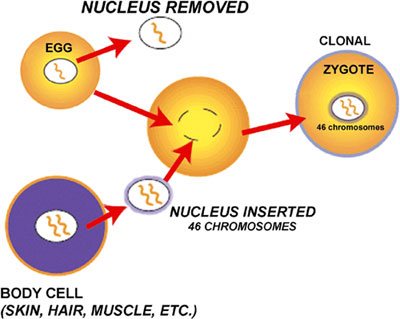 NUCLEUS REMOVED
EGG
CLONAL
ZYGOTE
46 chromosomes
NUCLEUS INSERTED
46 CHROMOSOMES
BODY CELL
(SKIN, HAIR, MUSCLE, ETC.)